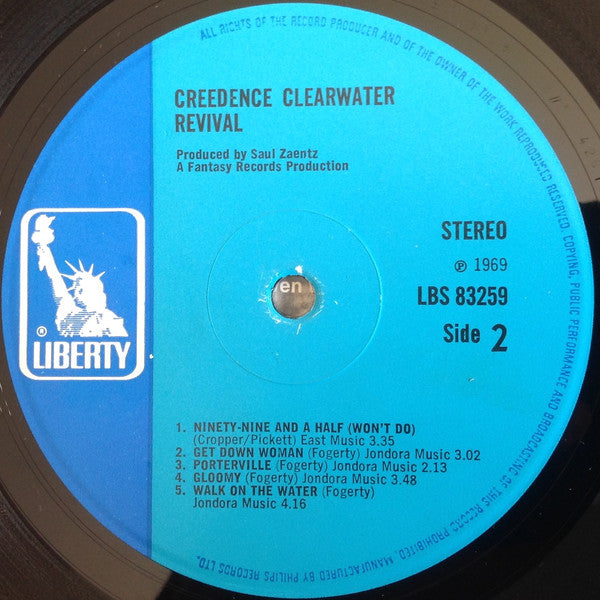 ALL RIGHTS OF THE RECORD PRODUCER AND OF THE OWNER OF THE WORK REPRODUCED RESERVED. COPYING, PUBLIC PERFORMANCE AND BROADCASTING OF THIS RECORD PROHIBITED. MANUFACTURED BY PHILIPS RECORDS LTD.
CREEDENCE CLEARWATER
REVIVAL
Produced by Saul Zaentz
A Fantasy Records Production
STEREO
℗ 1969
LBS 83259
Side 2
en
® LIBERTY
1. NINETY-NINE AND A HALF (WON'T DO)
(Cropper/Pickett) East Music 3.35
2. GET DOWN WOMAN (Fogerty) Jondora Music 3.02
3. PORTERVILLE (Fogerty) Jondora Music 2.13
4. GLOOMY (Fogerty) Jondora Music 3.48
5. WALK ON THE WATER (Fogerty)
Jondora Music 4.16